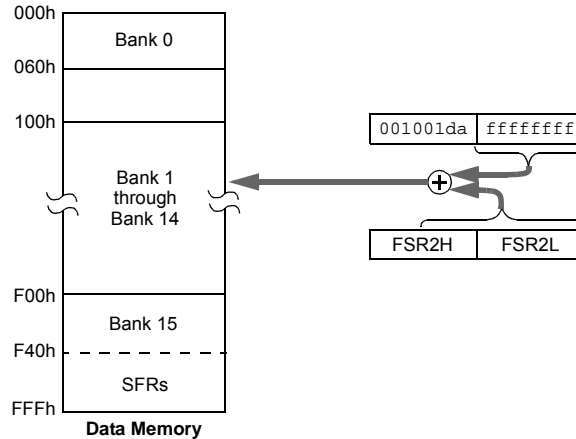 000h
Bank 0
060h
100h
001001da ffffffff
Bank 1
through
Bank 14
FSR2H FSR2L
F00h
Bank 15
F40h
SFRs
FFFh
Data Memory